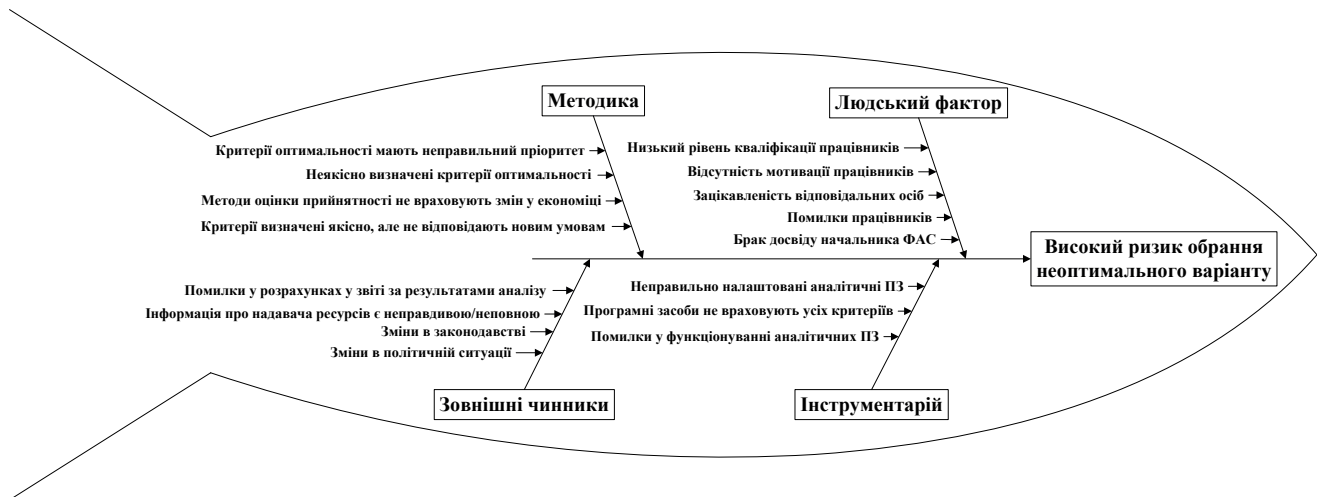 Методика
Людський фактор
Критерії оптимальності мають неправильний пріоритет
Неякісно визначені критерії оптимальності
Методи оцінки прийнятності не враховують змін у економіці
Критерії визначені якісно, але не відповідають новим умовам
Низький рівень кваліфікації працівників
Відсутність мотивації працівників
Зацікавленість відповідальних осіб
Помилки працівників
Брак досвіду начальника ФАС
Високий ризик обрання
неоптимального варіанту
Помилки у розрахунках у звіті за результатами аналізу
Інформація про надавача ресурсів є неправдивою/неповною
Зміни в законодавстві
Зміни в політичній ситуації
Неправильно налаштовані аналітичні ПЗ
Програмні засоби не враховують усіх критеріїв
Помилки у функціонуванні аналітичних ПЗ
Зовнішні чинники
Інструментарій